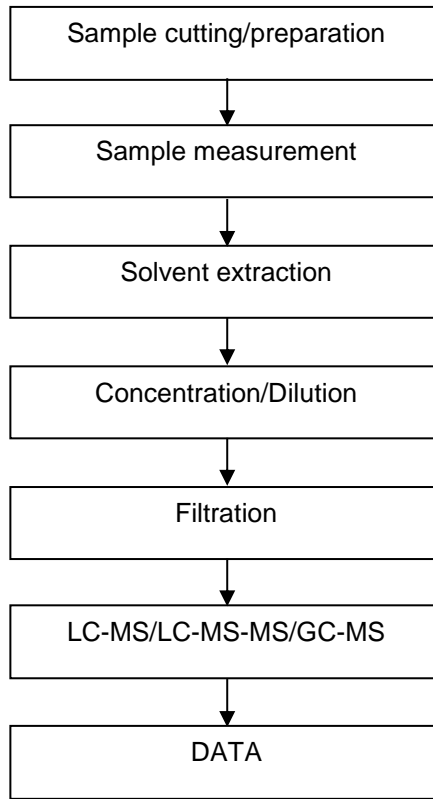 Sample cutting/preparation
Sample measurement
Solvent extraction
Concentration/Dilution
Filtration
LC-MS/LC-MS-MS/GC-MS
DATA